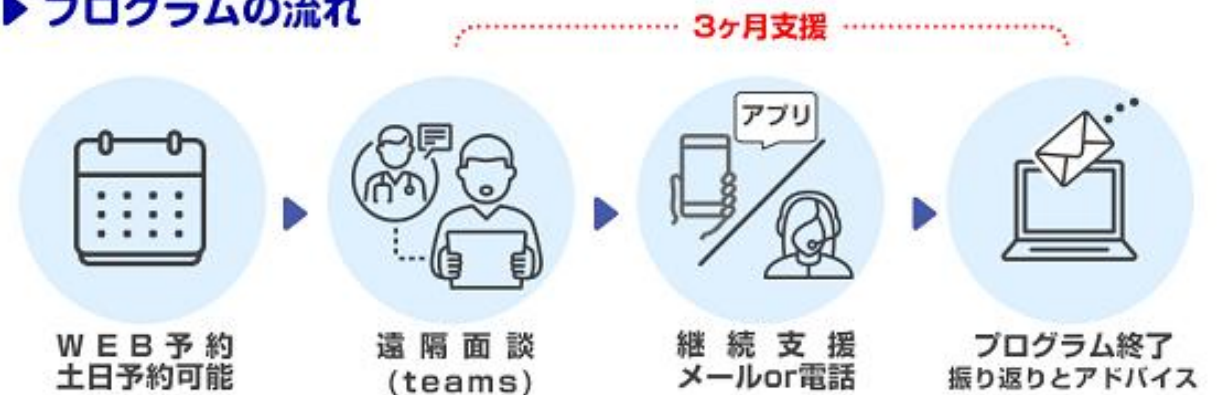 ▶ プログラムの流れ
3ヶ月支援
アプリ
WEB予約
土日予約可能
遠隔面談
(teams)
継続支援
メールor電話
プログラム終了
振り返りとアドバイス